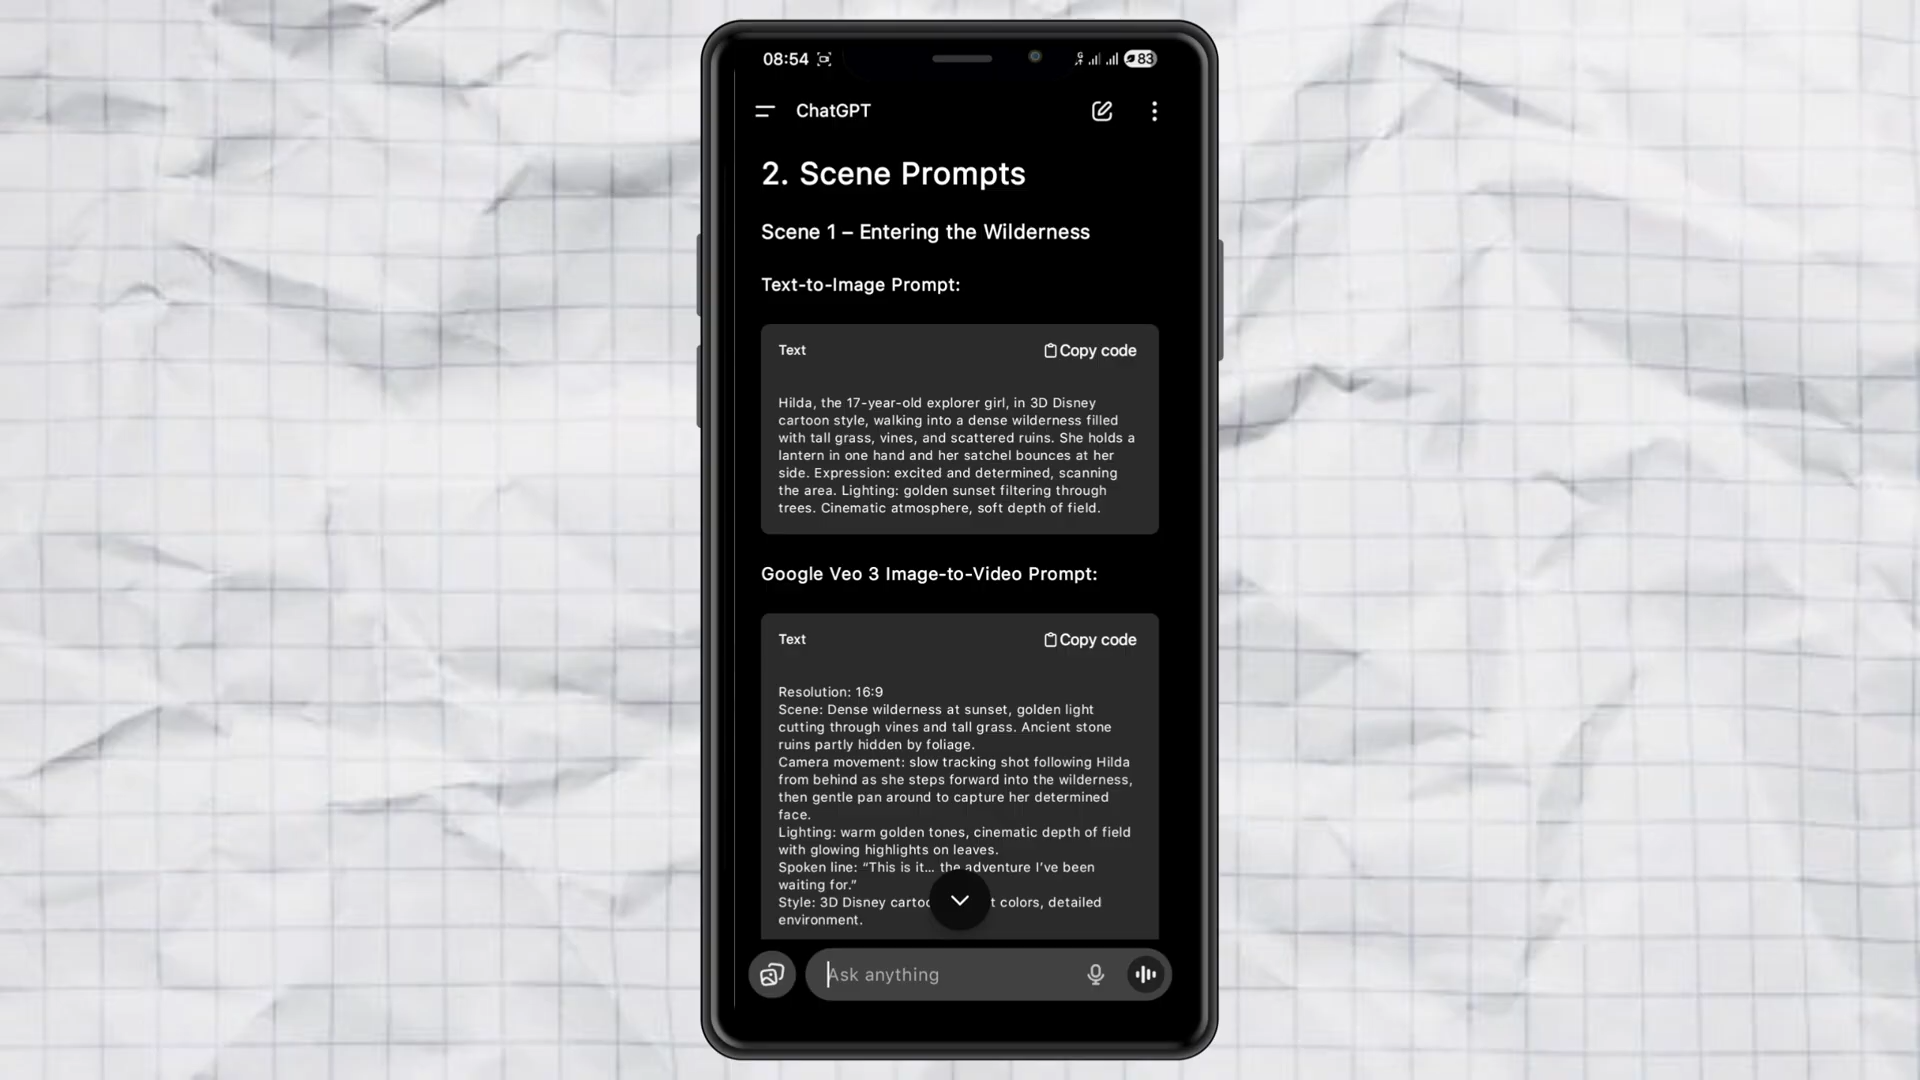 08:54 83
ChatGPT
2. Scene Prompts
Scene 1 – Entering the Wilderness
Text-to-Image Prompt:
Text Copy code
Hilda, the 17-year-old explorer girl, in 3D Disney
cartoon style, walking into a dense wilderness filled
with tall grass, vines, and scattered ruins. She holds a
lantern in one hand and her satchel bounces at her
side. Expression: excited and determined, scanning
the area. Lighting: golden sunset filtering through
trees. Cinematic atmosphere, soft depth of field.
Google Veo 3 Image-to-Video Prompt:
Text Copy code
Resolution: 16:9
Scene: Dense wilderness at sunset, golden light
cutting through vines and tall grass. Ancient stone
ruins partly hidden by foliage.
Camera movement: slow tracking shot following Hilda
from behind as she steps forward into the wilderness,
then gentle pan around to capture her determined
face.
Lighting: warm golden tones, cinematic depth of field
with glowing highlights on leaves.
Spoken line: “This is it… the adventure I’ve been
waiting for.”
Style: 3D Disney colors, detailed
environment.
Ask anything